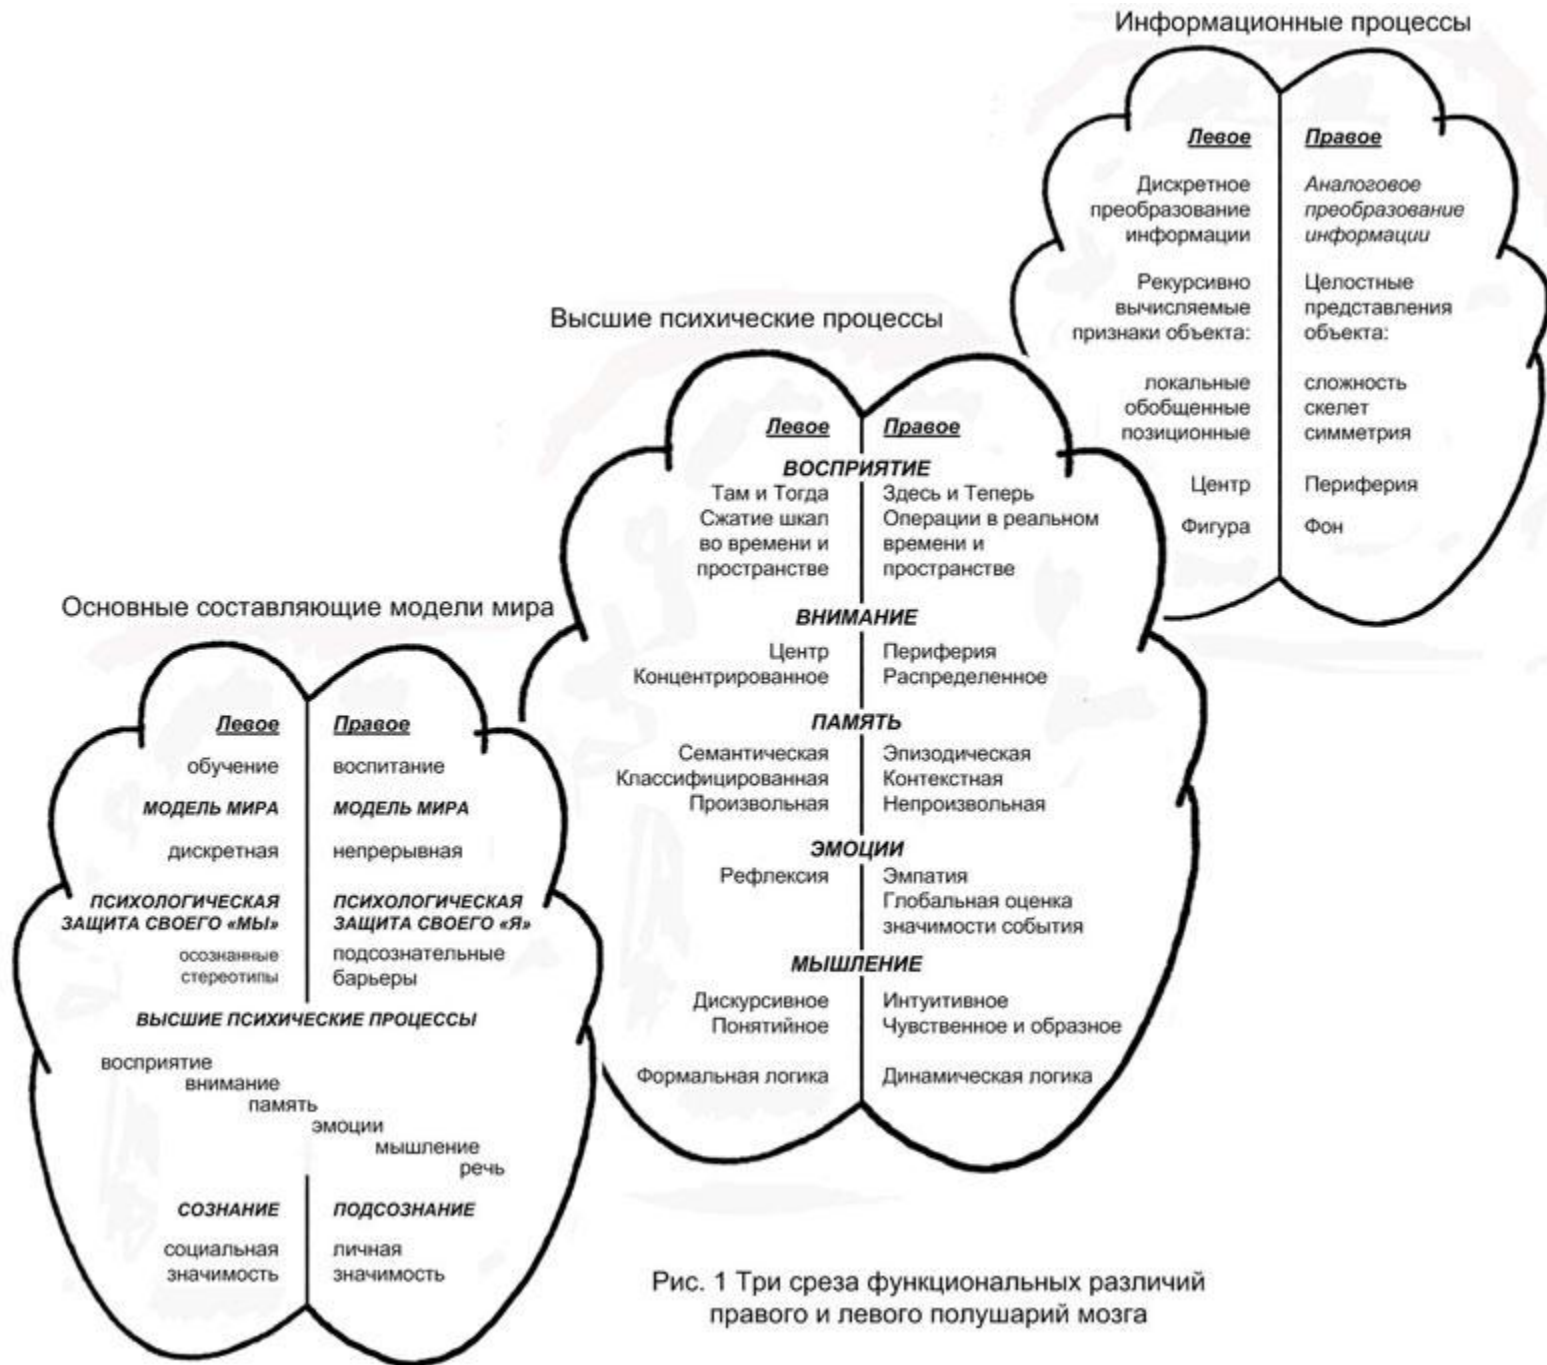 Информационные процессы
Левое Правое
Дискретное Аналоговое
преобразование преобразование
информации информации
Рекурсивно Целостные
вычисляемые представления
признаки объекта: объекта:
локальные сложность
обобщенные скелет
позиционные симметрия
Центр Периферия
Фигура Фон
Высшие психические процессы
Левое Правое
ВОСПРИЯТИЕ
Там и Тогда Здесь и Теперь
Сжатие шкал Операции в реальном
во времени и времени и
пространстве пространстве
ВНИМАНИЕ
Центр Периферия
Концентрированное Распределенное
ПАМЯТЬ
Семантическая Эпизодическая
Классифицированная Контекстная
Произвольная Непроизвольная
ЭМОЦИИ
Рефлексия Эмпатия
Глобальная оценка
значимости события
МЫШЛЕНИЕ
Дискурсивное Интуитивное
Понятийное Чувственное и образное
Формальная логика Динамическая логика
Основные составляющие модели мира
Левое Правое
обучение воспитание
МОДЕЛЬ МИРА МОДЕЛЬ МИРА
дискретная непрерывная
ПСИХОЛОГИЧЕСКАЯ ПСИХОЛОГИЧЕСКАЯ
ЗАЩИТА СВОЕГО «МЫ» ЗАЩИТА СВОЕГО «Я»
осознанные подсознательные
стереотипы барьеры
ВЫСШИЕ ПСИХИЧЕСКИЕ ПРОЦЕССЫ
восприятие
внимание
память
эмоции
мышление
речь
СОЗНАНИЕ ПОДСОЗНАНИЕ
социальная личная
значимость значимость
Рис. 1 Три среза функциональных различий
правого и левого полушарий мозга